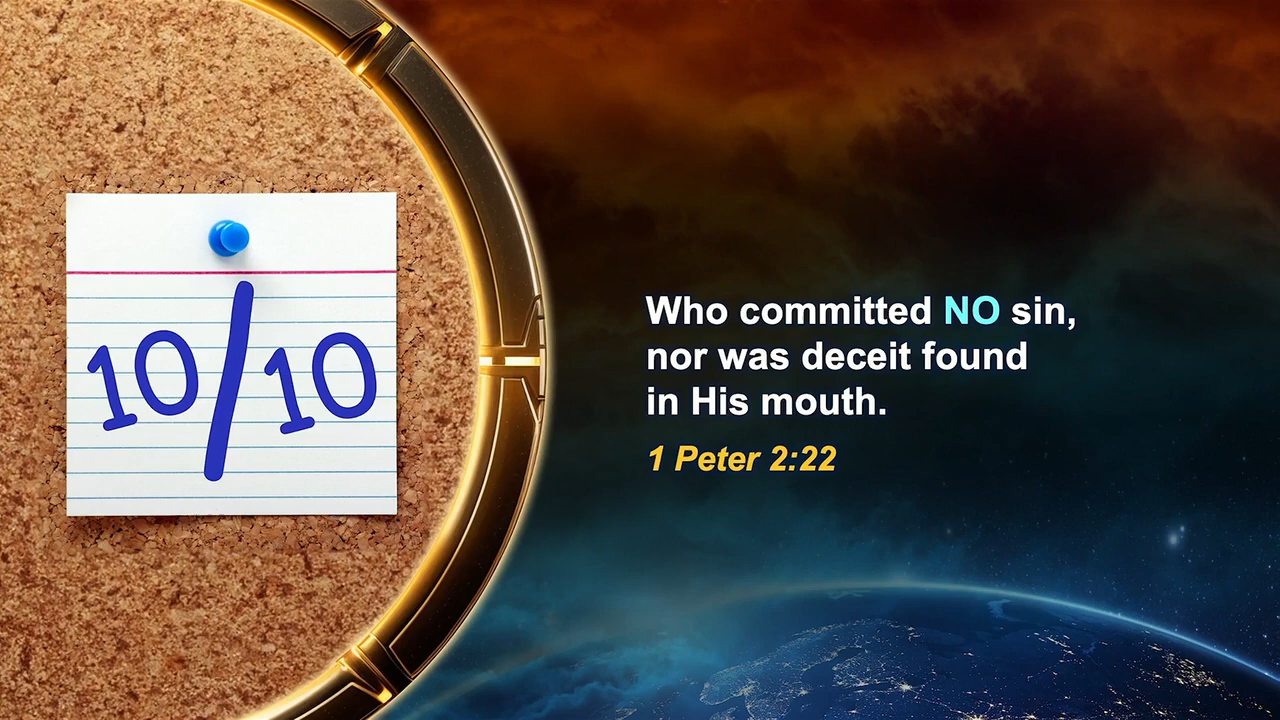 10/10
Who committed NO sin,
nor was deceit found
in His mouth.
1 Peter 2:22